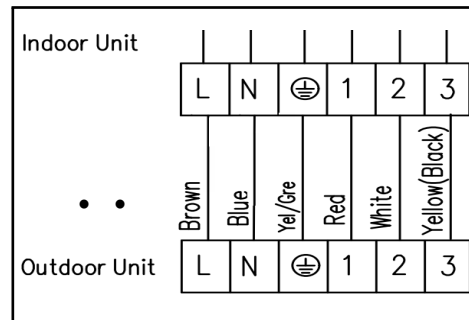 Indoor Unit
L N ⏚ 1 2 3
Brown Blue Yel/Gre Red White Yellow(Black)
Outdoor Unit L N ⏚ 1 2 3